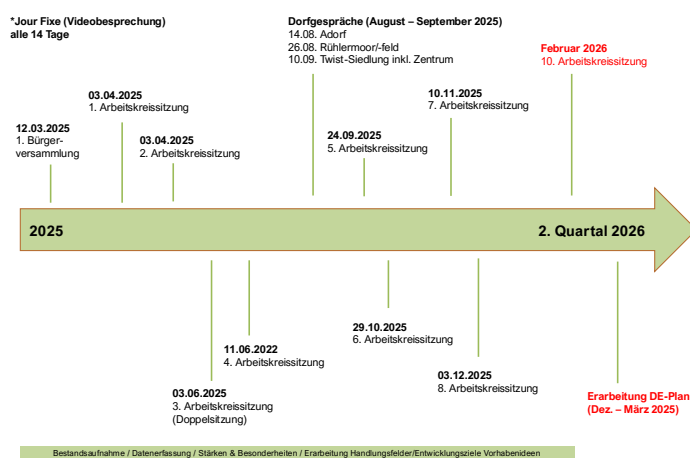 *Jour Fixe (Videobesprechung)
alle 14 Tage
Dorfgespräche (August – September 2025)
14.08. Adorf
26.08. Rühlermoor/-feld
10.09. Twist-Siedlung inkl. Zentrum
Februar 2026
10. Arbeitskreissitzung
03.04.2025
1. Arbeitskreissitzung
10.11.2025
7. Arbeitskreissitzung
12.03.2025
1. Bürger-
versammlung
03.04.2025
2. Arbeitskreissitzung
24.09.2025
5. Arbeitskreissitzung
2025
2. Quartal 2026
11.06.2022
4. Arbeitskreissitzung
29.10.2025
6. Arbeitskreissitzung
03.06.2025
3. Arbeitskreissitzung
(Doppelsitzung)
03.12.2025
8. Arbeitskreissitzung
Erarbeitung DE-Plan
(Dez. – März 2025)
Bestandsaufnahme / Datenerfassung / Stärken & Besonderheiten / Erarbeitung Handlungsfelder/Entwicklungsziele Vorhabenideen